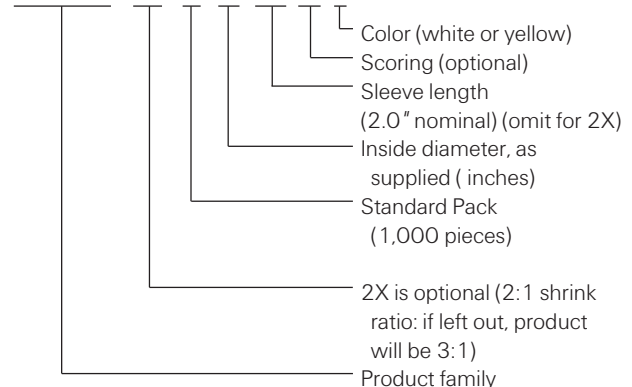 Color (white or yellow)
Scoring (optional)
Sleeve length
(2.0" nominal) (omit for 2X)
Inside diameter, as
supplied ( inches)
Standard Pack
(1,000 pieces)
2X is optional (2:1 shrink
ratio: if left out, product
will be 3:1)
Product family